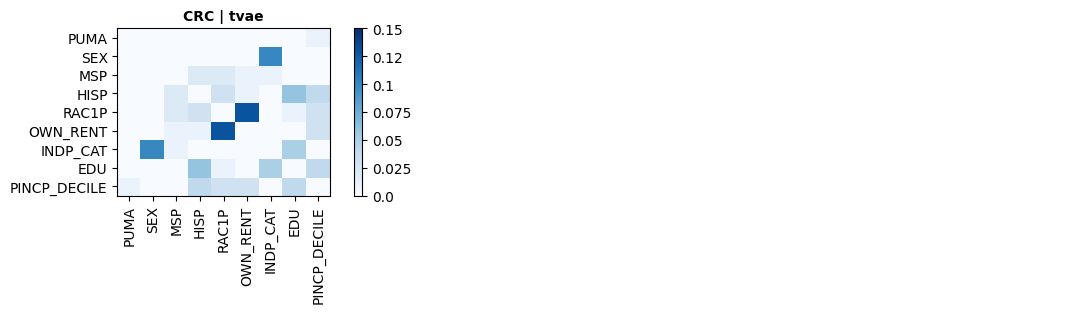 CRC | tvae
PUMA
SEX
MSP
HISP
RAC1P
OWN_RENT
INDP_CAT
EDU
PINCP_DECILE
PUMA
SEX
MSP
HISP
RAC1P
OWN_RENT
INDP_CAT
EDU
PINCP_DECILE
0.15
0.12
0.1
0.075
0.05
0.025
0.0